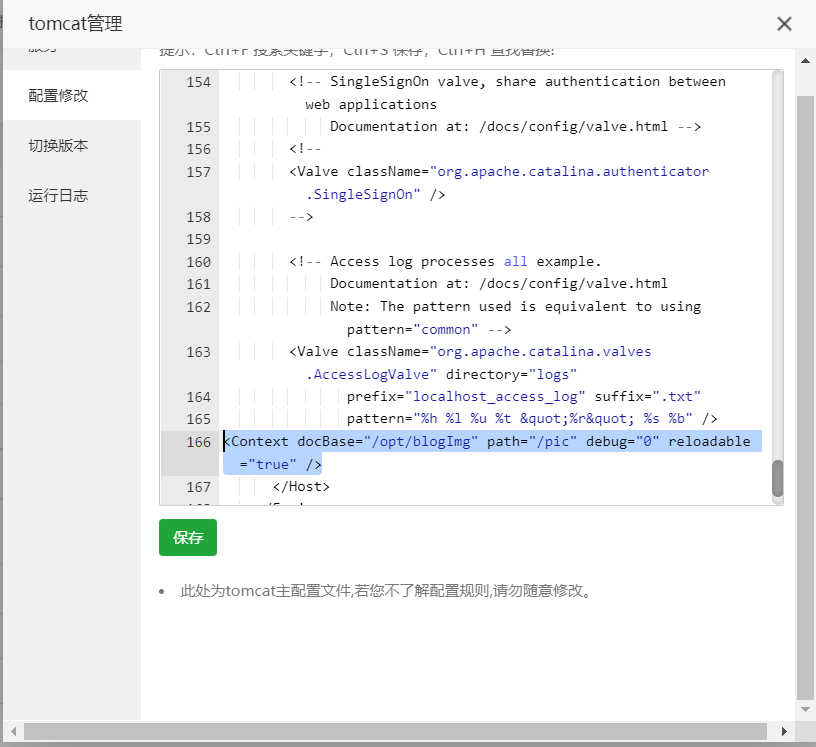 tomcat管理
服务
配置修改
切换版本
运行日志
提示：Ctrl+F 搜索关键字，Ctrl+S 保存，Ctrl+H 查找替换!
154 <!-- SingleSignOn valve, share authentication between
web applications
155 Documentation at: /docs/config/valve.html -->
156 <!--
157 <Valve className="org.apache.catalina.authenticator
.SingleSignOn" />
158 -->
159
160 <!-- Access log processes all example.
161 Documentation at: /docs/config/valve.html
162 Note: The pattern used is equivalent to using
pattern="common" -->
163 <Valve className="org.apache.catalina.valves
.AccessLogValve" directory="logs"
164 prefix="localhost_access_log" suffix=".txt"
165 pattern="%h %l %u %t &quot;%r&quot; %s %b" />
166 <Context docBase="/opt/blogImg" path="/pic" debug="0" reloadable
="true" />
167 </Host>
保存
此处为tomcat主配置文件,若您不了解配置规则,请勿随意修改。